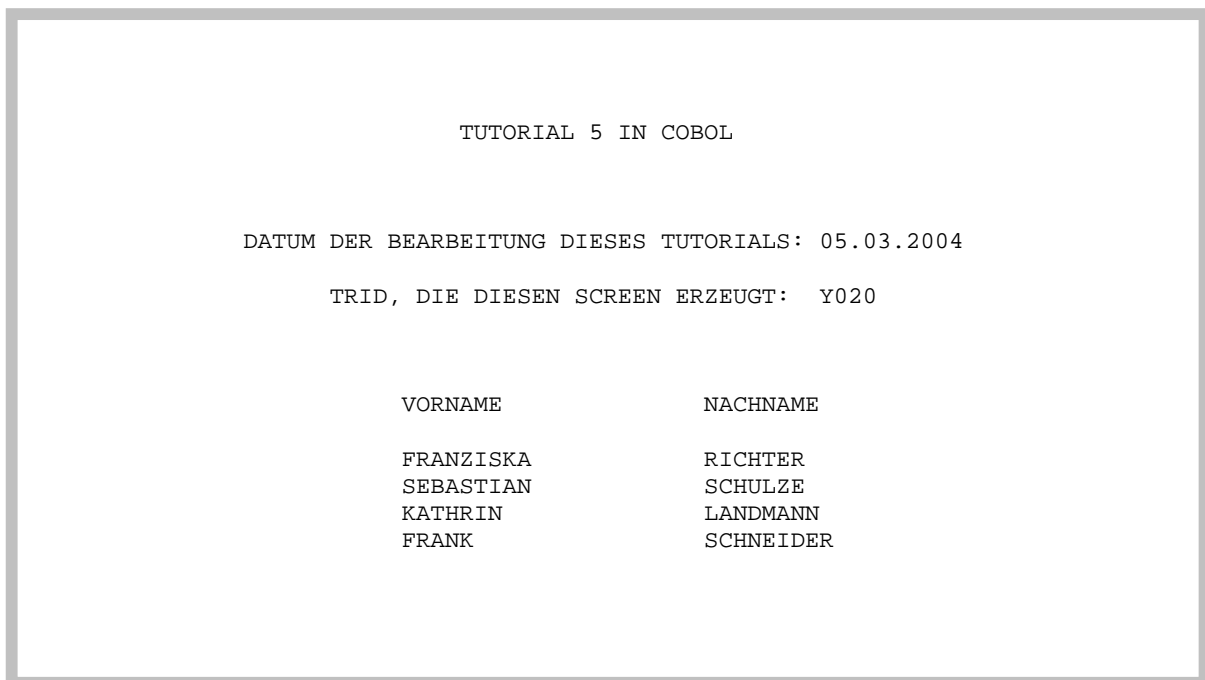 TUTORIAL 5 IN COBOL
DATUM DER BEARBEITUNG DIESES TUTORIALS: 05.03.2004
TRID, DIE DIESEN SCREEN ERZEUGT: Y020
VORNAME NACHNAME
FRANZISKA RICHTER
SEBASTIAN SCHULZE
KATHRIN LANDMANN
FRANK SCHNEIDER